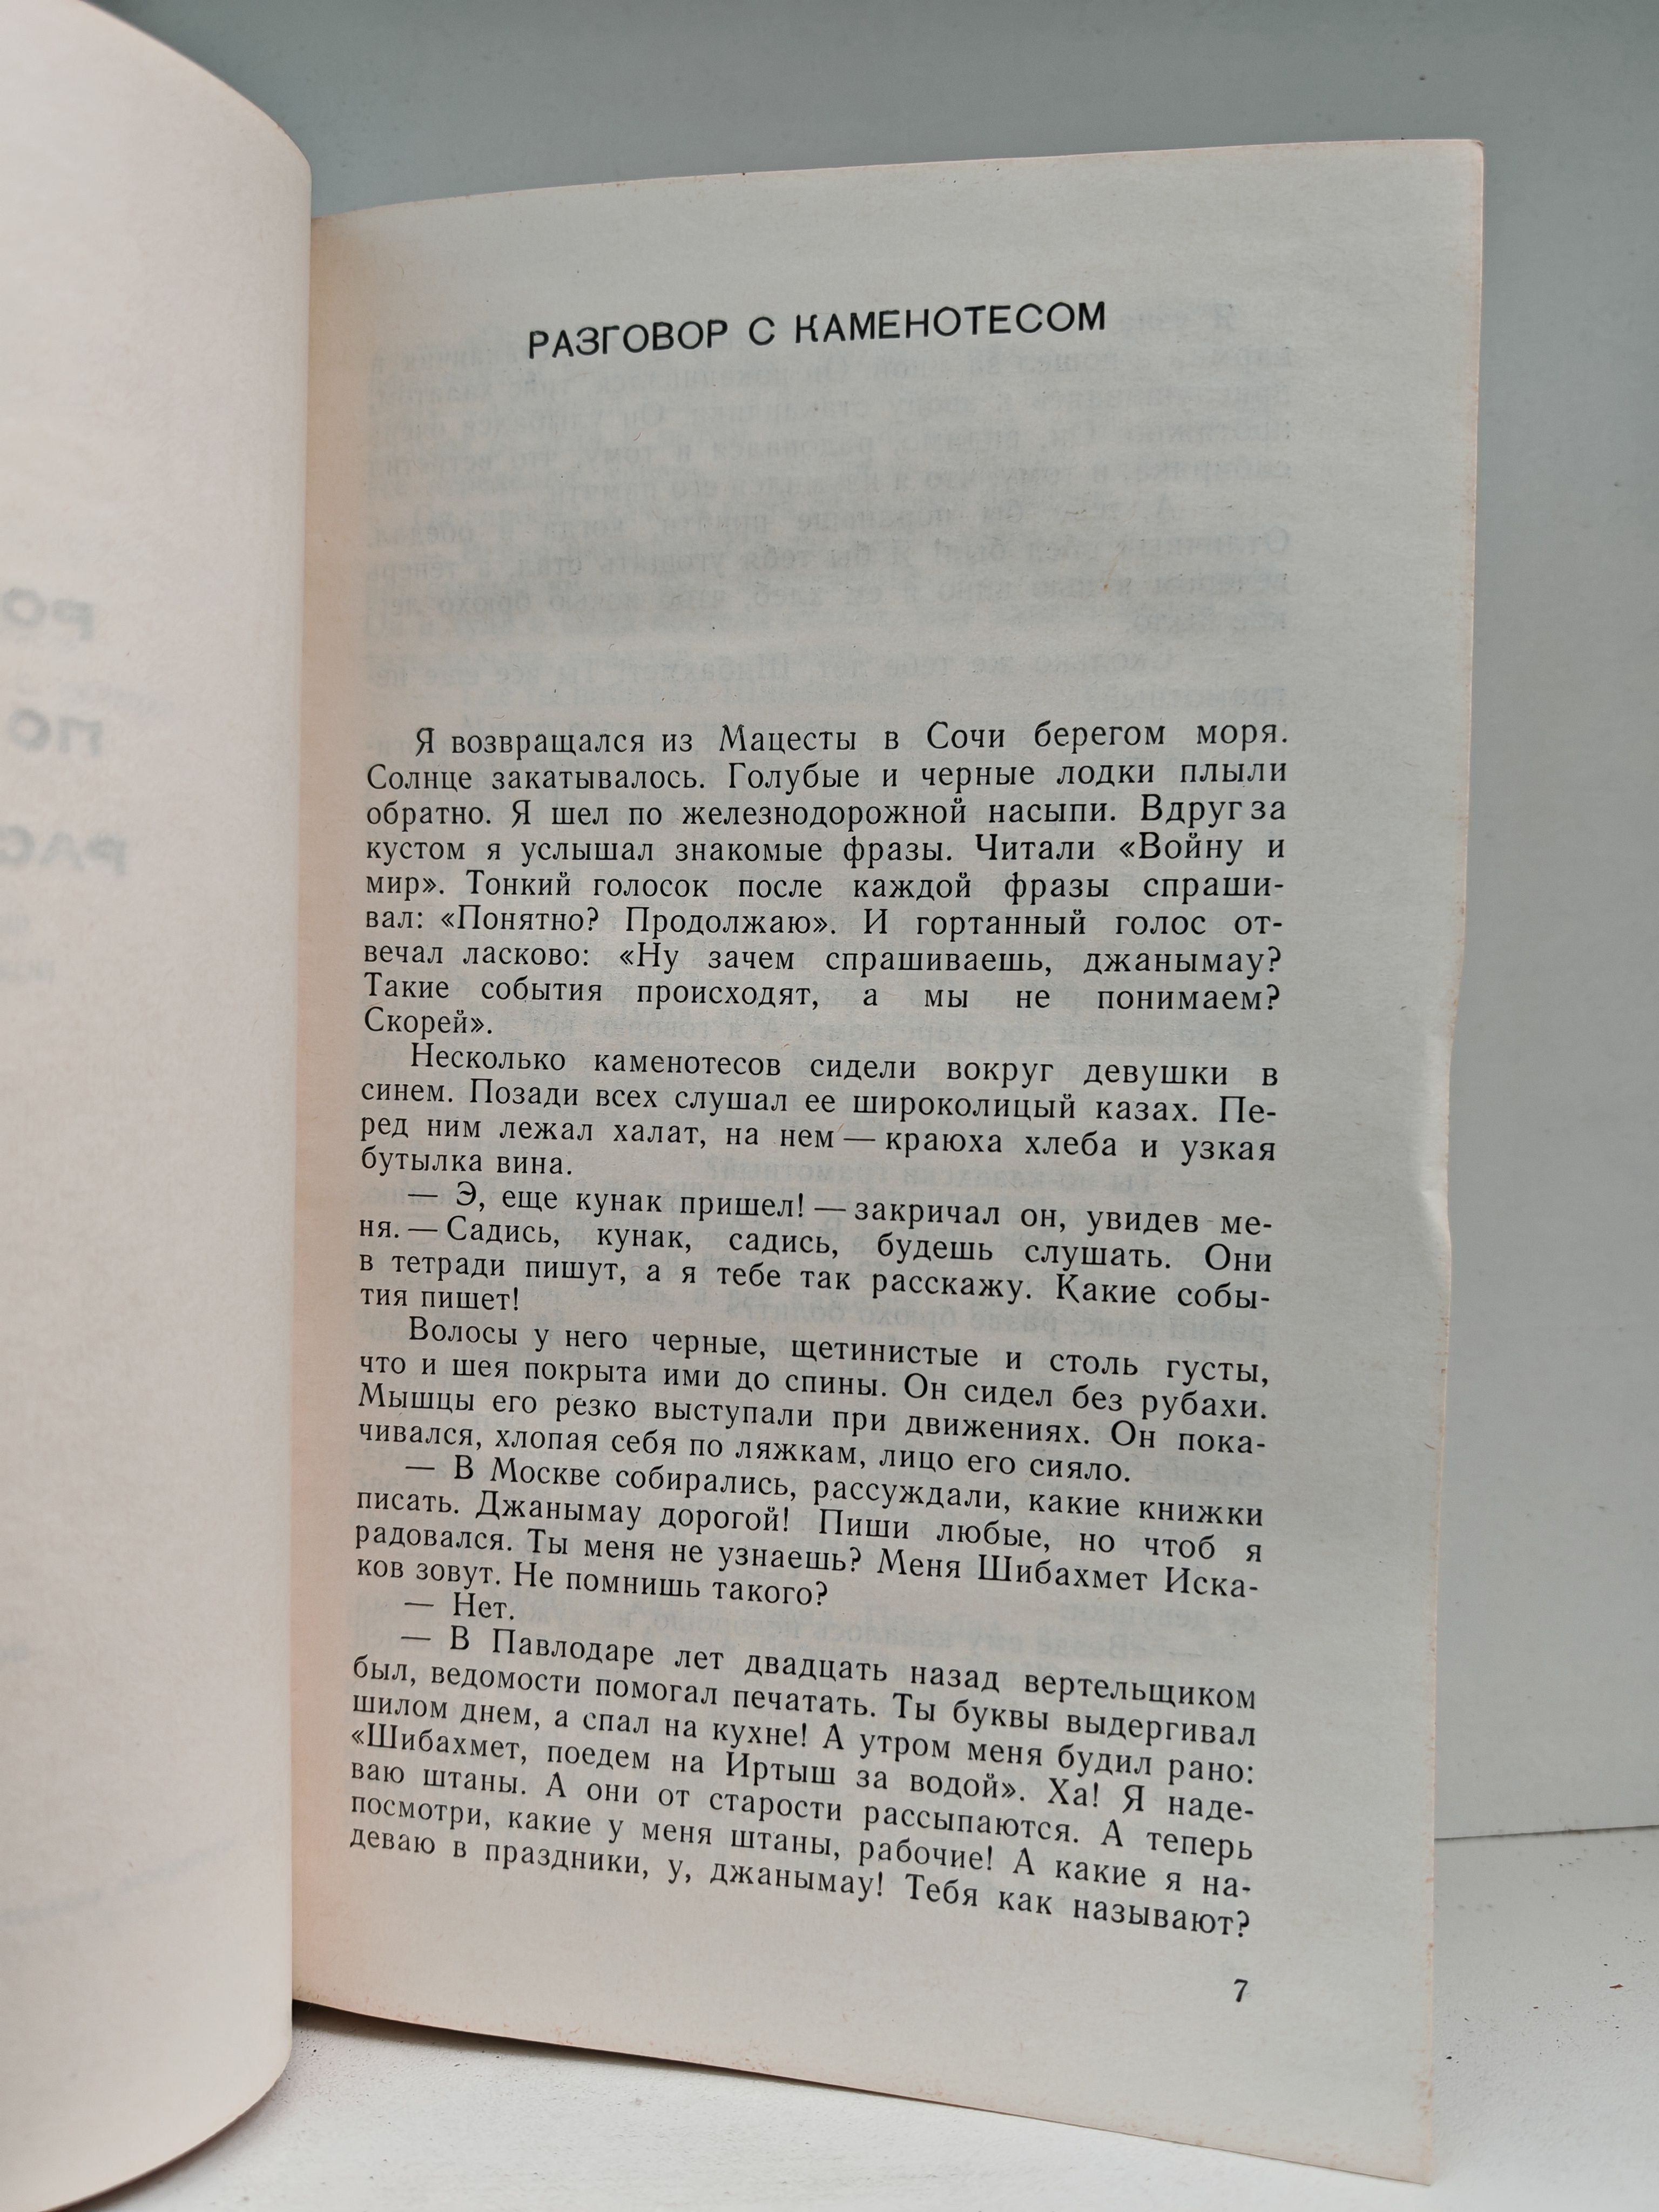 РАЗГОВОР С КАМЕНОТЕСОМ
Я возвращался из Мацесты в Сочи берегом моря.
Солнце закатывалось. Голубые и черные лодки плыли
обратно. Я шел по железнодорожной насыпи. Вдруг за
кустом я услышал знакомые фразы. Читали «Войну и
мир». Тонкий голосок после каждой фразы спраши-
вал: «Понятно? Продолжаю». И гортанный голос от-
вечал ласково: «Ну зачем спрашиваешь, джанымау?
Такие события происходят, а мы не понимаем?
Скорей».
Несколько каменотесов сидели вокруг девушки в
синем. Позади всех слушал ее широколицый казах. Пе-
ред ним лежал халат, на нем — краюха хлеба и узкая
бутылка вина.
— Э, еще кунак пришел! — закричал он, увидев ме-
ня. — Садись, кунак, садись, будешь слушать. Они
в тетради пишут, а я тебе так расскажу. Какие собы-
тия пишет!
Волосы у него черные, щетинистые и столь густы,
что и шея покрыта ими до спины. Он сидел без рубахи.
Мышцы его резко выступали при движениях. Он пока-
чивался, хлопая себя по ляжкам, лицо его сияло.
— В Москве собирались, рассуждали, какие книжки
писать. Джанымау дорогой! Пиши любые, но чтоб я
радовался. Ты меня не узнаешь? Меня Шибахмет Иска-
ков зовут. Не помнишь такого?
— Нет.
— В Павлодаре лет двадцать назад вертельщиком
был, ведомости помогал печатать. Ты буквы выдергивал
шилом днем, а спал на кухне! А утром меня будил рано:
«Шибахмет, поедем на Иртыш за водой». Ха! Я наде-
ваю штаны. А они от старости рассыпаются. А теперь
посмотри, какие у меня штаны, рабочие! А какие я на-
деваю в праздники, у, джанымау! Тебя как называют?
7
РО
ПО
РАС